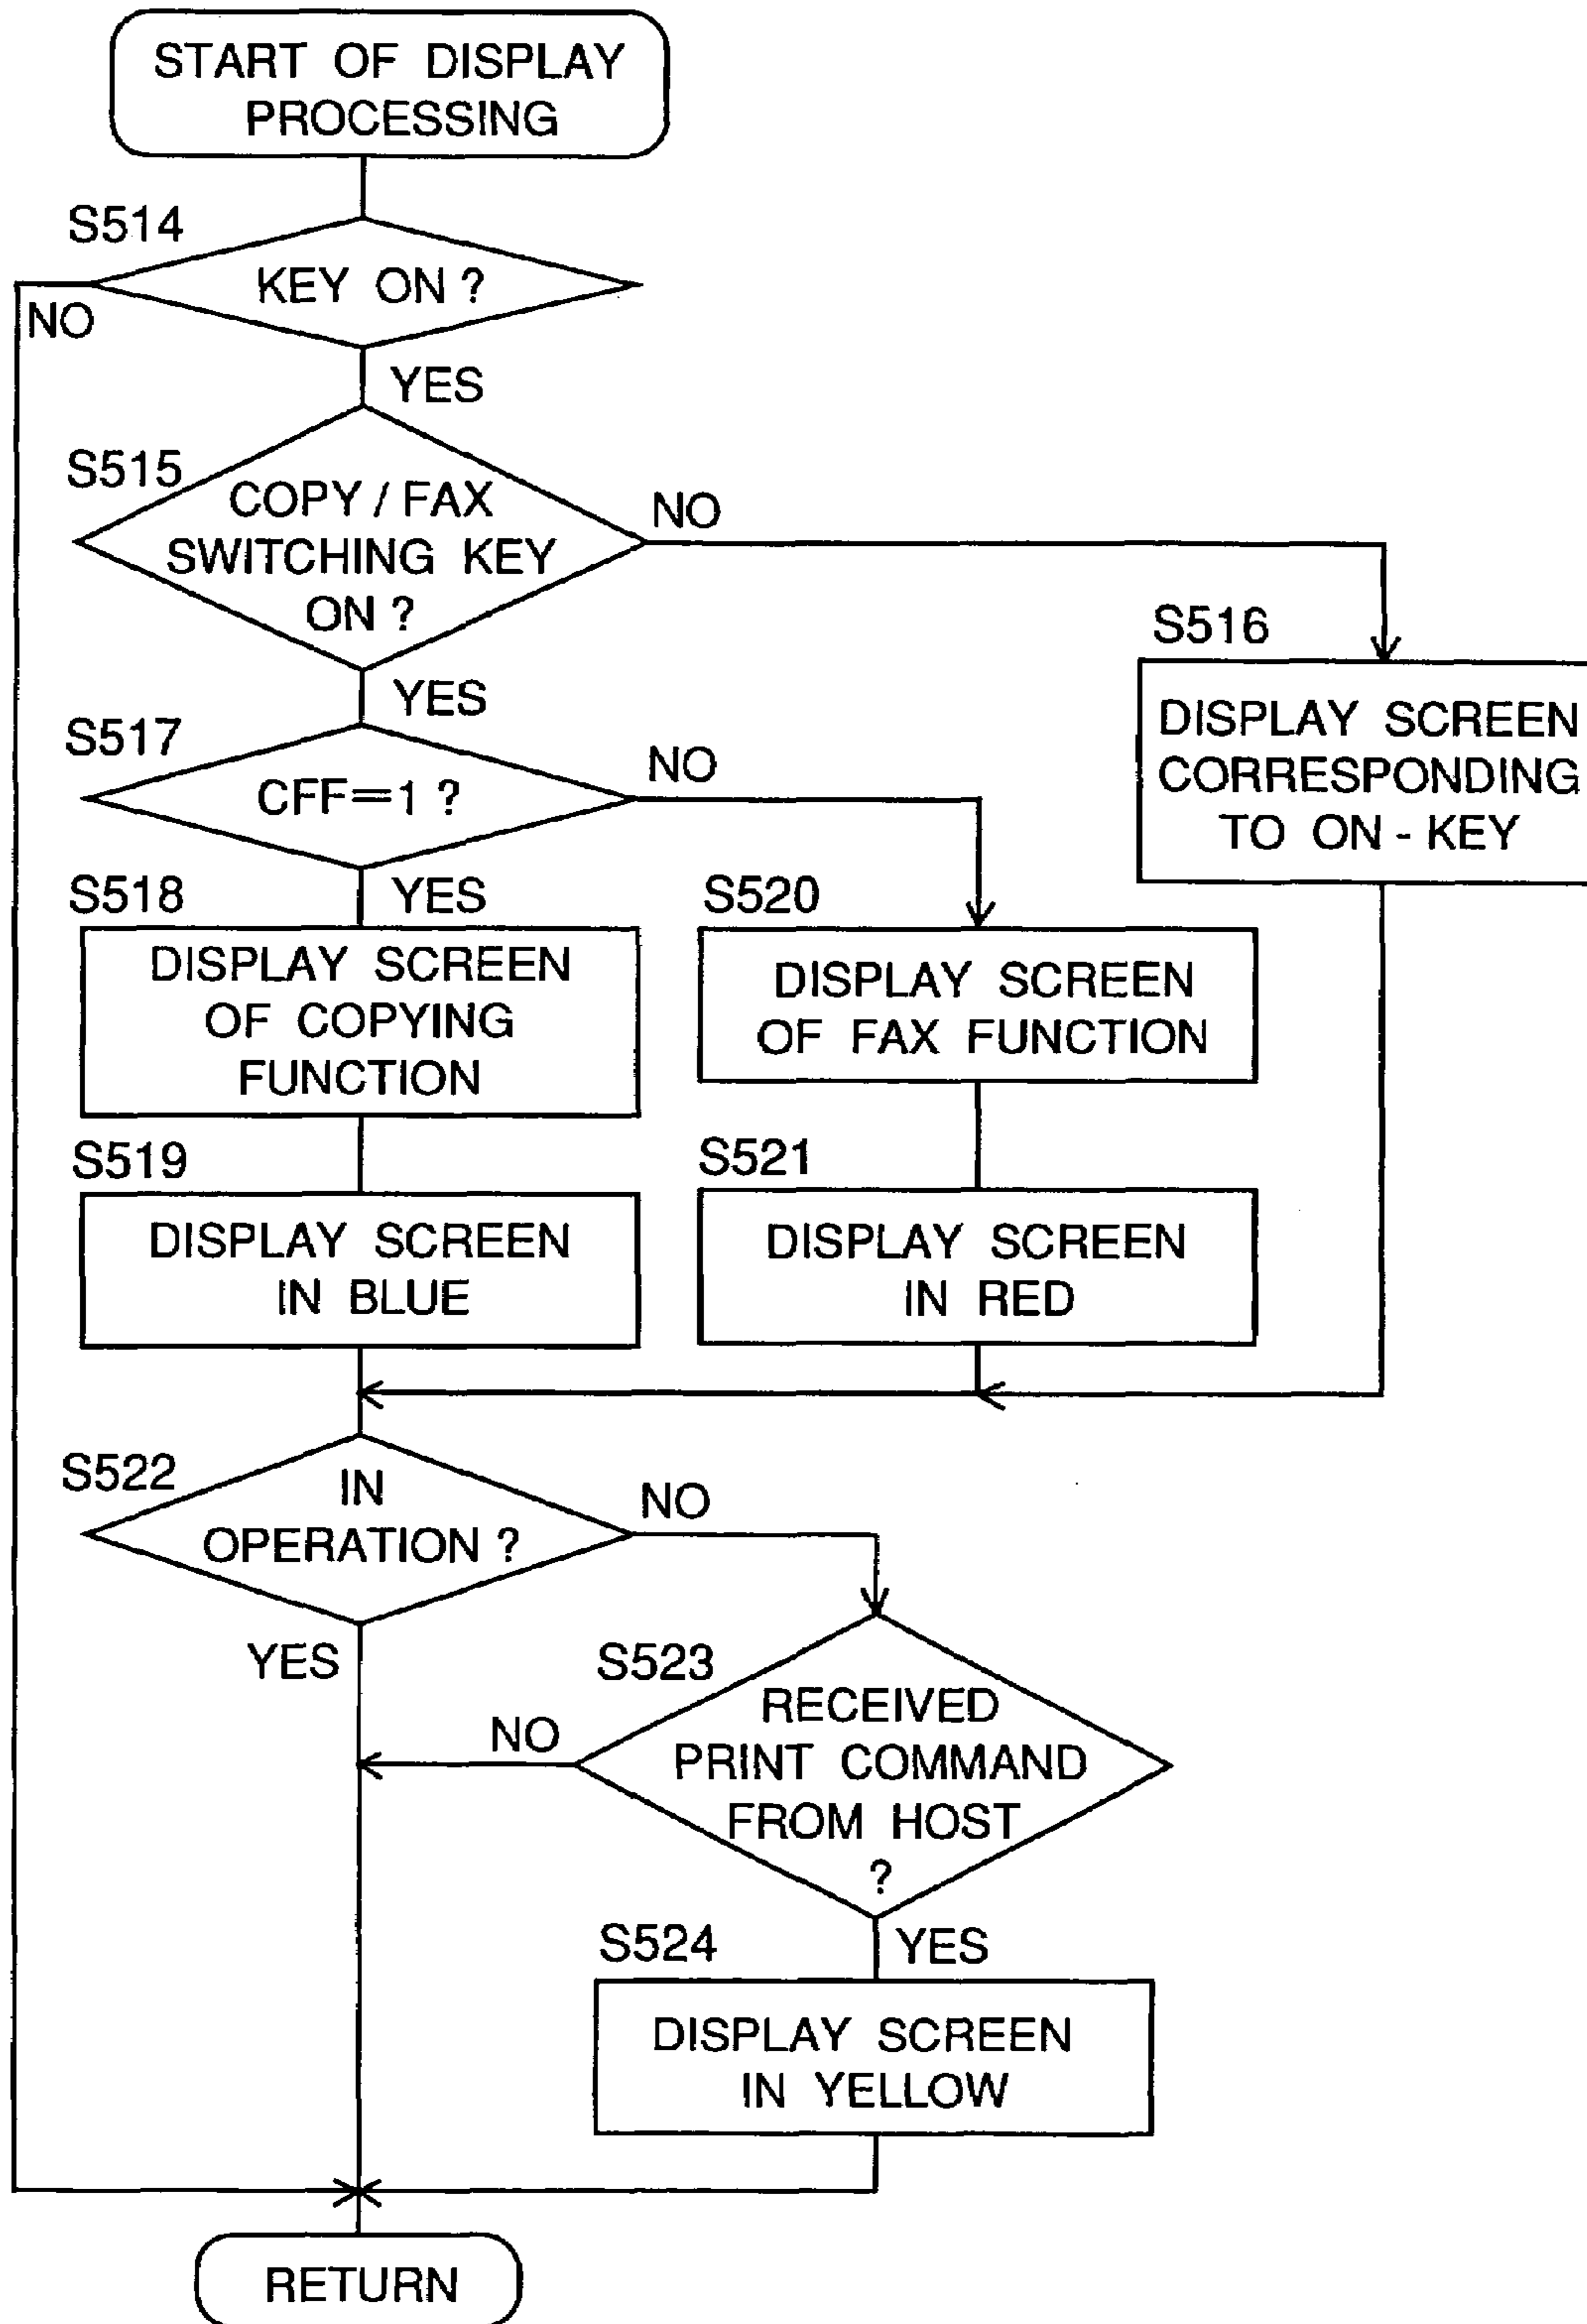 START OF DISPLAY
PROCESSING
S514
KEY ON ?
NO
YES
S515
COPY / FAX
SWITCHING KEY
ON ?
NO
YES
S516
DISPLAY SCREEN
CORRESPONDING
TO ON - KEY
S517
CFF=1 ?
NO
YES
S518
DISPLAY SCREEN
OF COPYING
FUNCTION
S520
DISPLAY SCREEN
OF FAX FUNCTION
S519
DISPLAY SCREEN
IN BLUE
S521
DISPLAY SCREEN
IN RED
S522
IN
OPERATION ?
NO
YES
S523
RECEIVED
PRINT COMMAND
FROM HOST
?
NO
YES
S524
DISPLAY SCREEN
IN YELLOW
RETURN